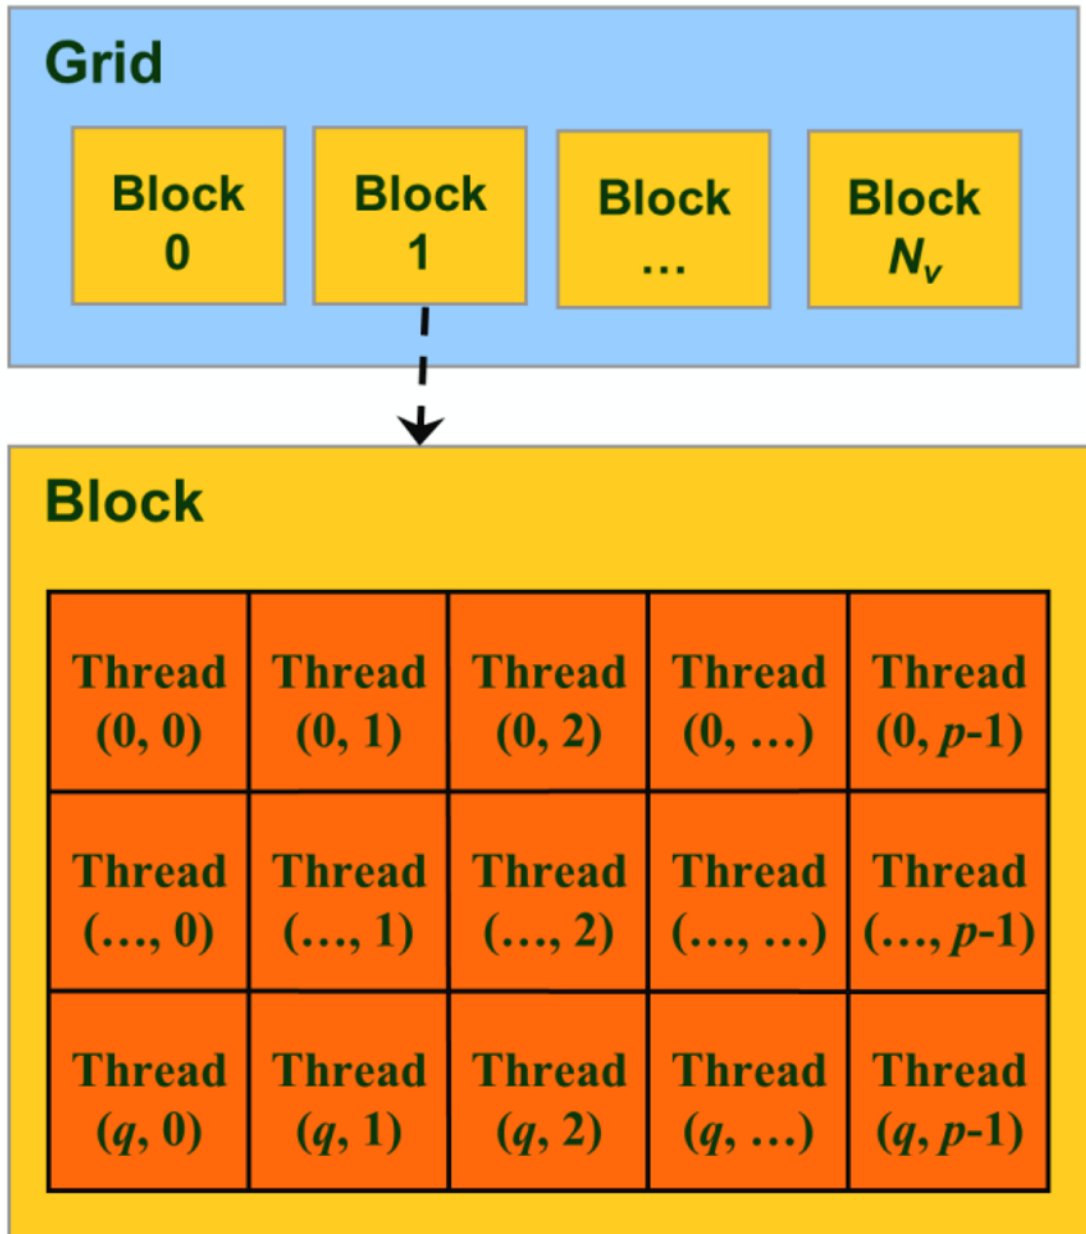 Grid
Block
0
Block
1
Block
…
Block
Nv
Block
Thread
(0, 0)
Thread
(0, 1)
Thread
(0, 2)
Thread
(0, …)
Thread
(0, p-1)
Thread
(…, 0)
Thread
(…, 1)
Thread
(…, 2)
Thread
(…, …)
Thread
(…, p-1)
Thread
(q, 0)
Thread
(q, 1)
Thread
(q, 2)
Thread
(q, …)
Thread
(q, p-1)